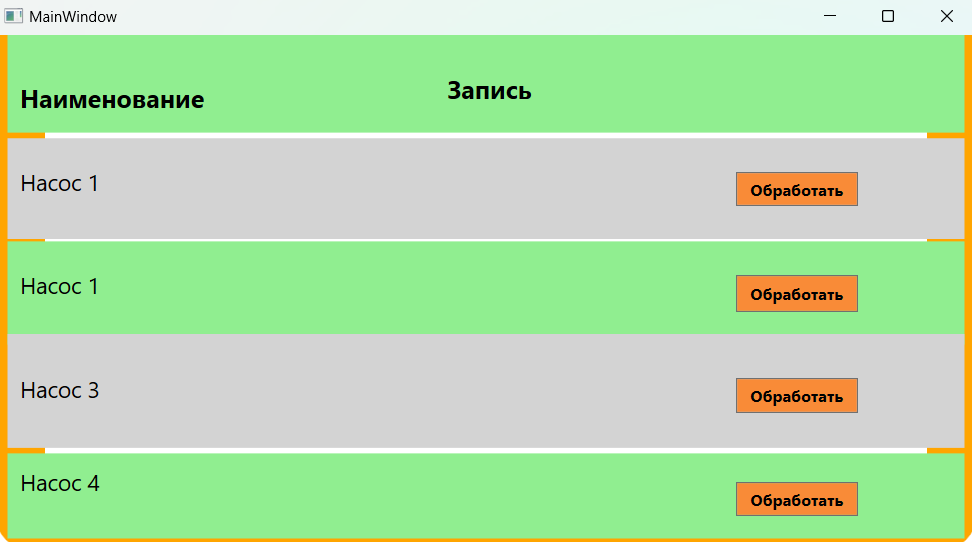 MainWindow
Наименование
Запись
Насос 1
Обработать
Насос 1
Обработать
Насос 3
Обработать
Насос 4
Обработать